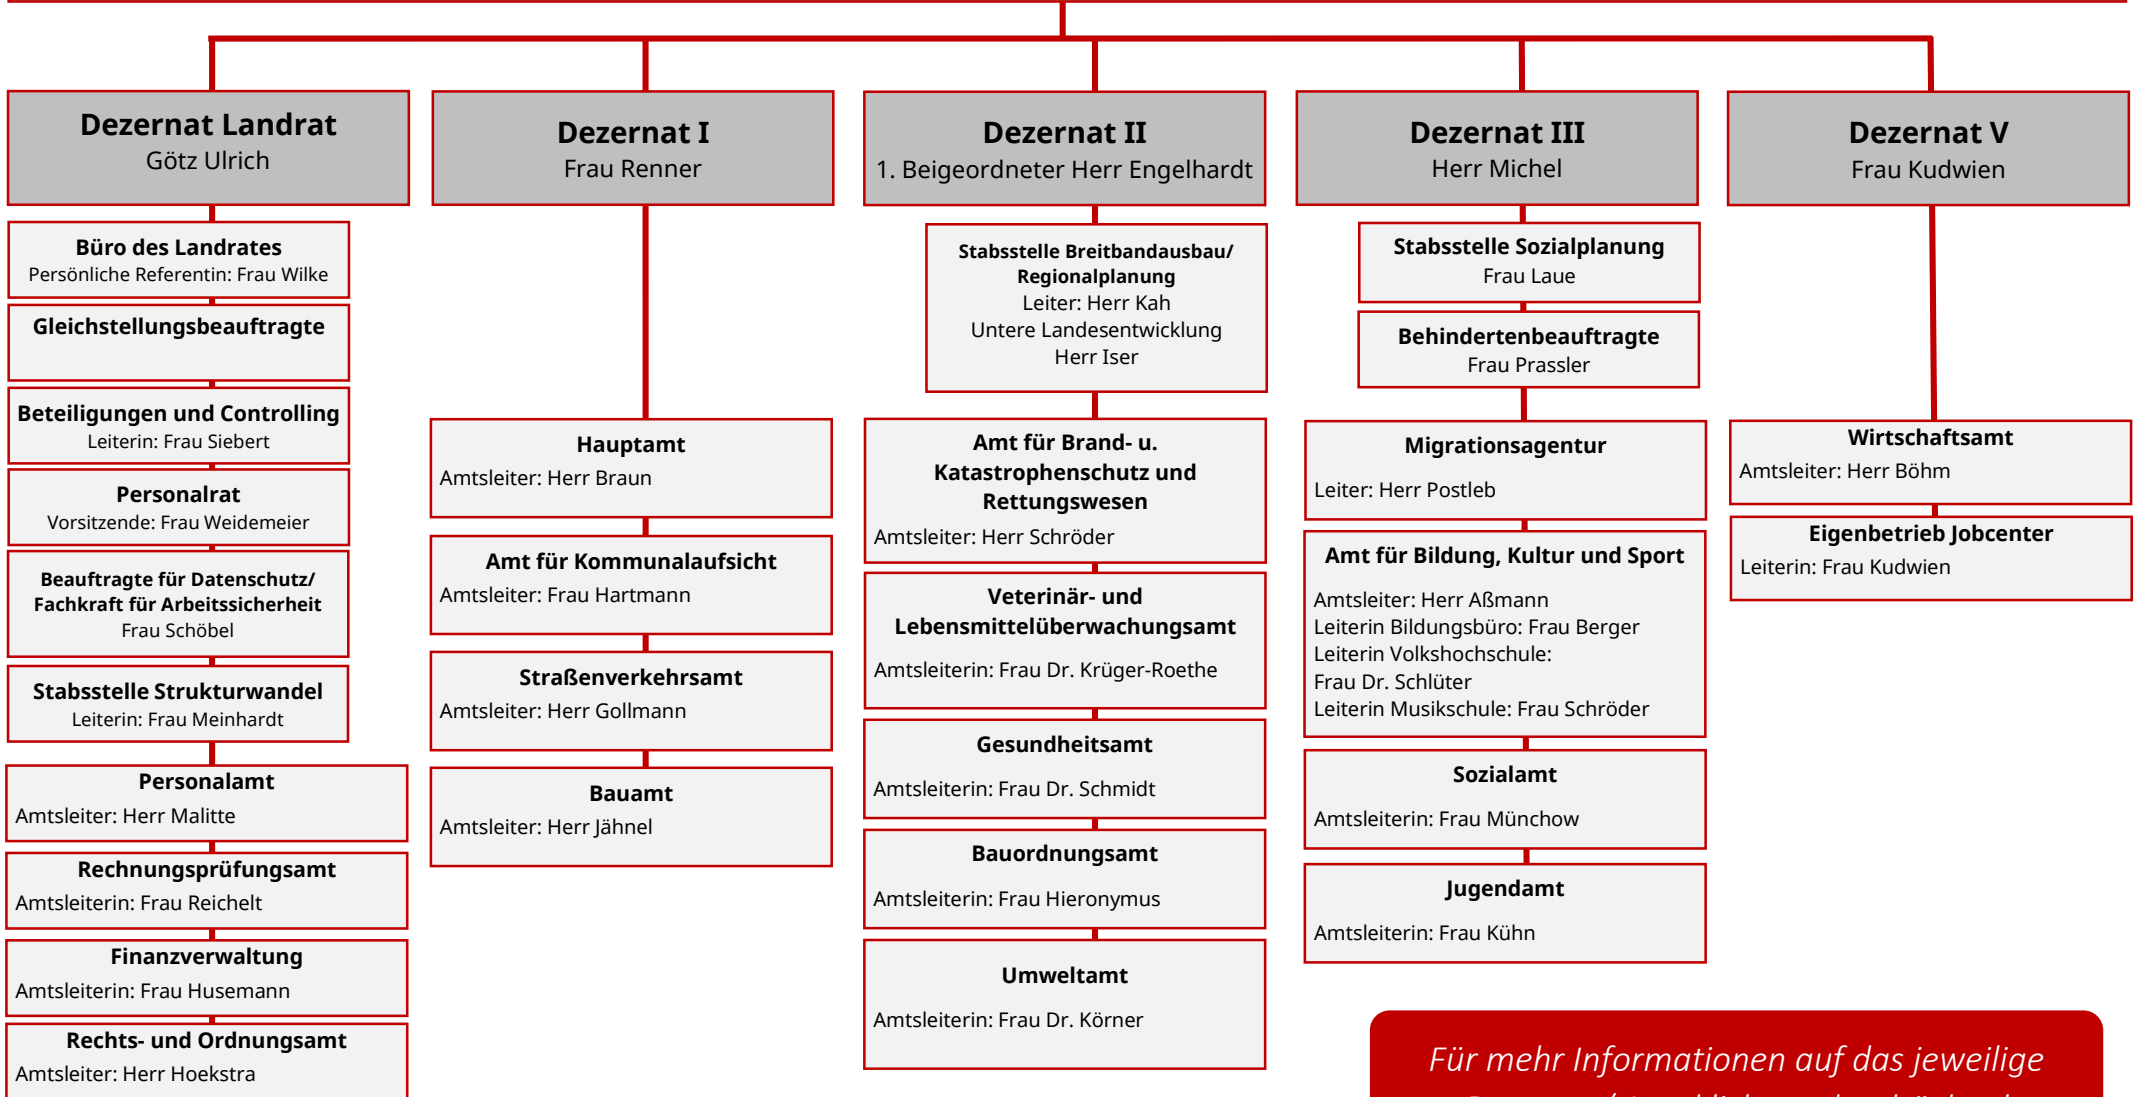 Dezernat Landrat
Götz Ulrich
Büro des Landrates
Persönliche Referentin: Frau Wilke
Gleichstellungsbeauftragte
Beteiligungen und Controlling
Leiterin: Frau Siebert
Personalrat
Vorsitzende: Frau Weidemeier
Beauftragte für Datenschutz/
Fachkraft für Arbeitssicherheit
Frau Schöbel
Stabsstelle Strukturwandel
Leiterin: Frau Meinhardt
Personalamt
Amtsleiter: Herr Malitte
Rechnungsprüfungsamt
Amtsleiterin: Frau Reichelt
Finanzverwaltung
Amtsleiterin: Frau Husemann
Rechts- und Ordnungsamt
Amtsleiter: Herr Hoekstra
Dezernat I
Frau Renner
Hauptamt
Amtsleiter: Herr Braun
Amt für Kommunalaufsicht
Amtsleiter: Frau Hartmann
Straßenverkehrsamt
Amtsleiter: Herr Gollmann
Bauamt
Amtsleiter: Herr Jähnel
Dezernat II
1. Beigeordneter Herr Engelhardt
Stabsstelle Breitbandausbau/
Regionalplanung
Leiter: Herr Kah
Untere Landesentwicklung
Herr Iser
Amt für Brand- u.
Katastrophenschutz und
Rettungswesen
Amtsleiter: Herr Schröder
Veterinär- und
Lebensmittelüberwachungsamt
Amtsleiterin: Frau Dr. Krüger-Roethe
Gesundheitsamt
Amtsleiterin: Frau Dr. Schmidt
Bauordnungsamt
Amtsleiterin: Frau Hieronymus
Umweltamt
Amtsleiterin: Frau Dr. Körner
Dezernat III
Herr Michel
Stabsstelle Sozialplanung
Frau Laue
Behindertenbeauftragte
Frau Prassler
Migrationsagentur
Leiter: Herr Postleb
Amt für Bildung, Kultur und Sport
Amtsleiter: Herr Aßmann
Leiterin Bildungsbüro: Frau Berger
Leiterin Volkshochschule:
Frau Dr. Schlüter
Leiterin Musikschule: Frau Schröder
Sozialamt
Amtsleiterin: Frau Münchow
Jugendamt
Amtsleiterin: Frau Kühn
Dezernat V
Frau Kudwien
Wirtschaftsamt
Amtsleiter: Herr Böhm
Eigenbetrieb Jobcenter
Leiterin: Frau Kudwien
Für mehr Informationen auf das jeweilige